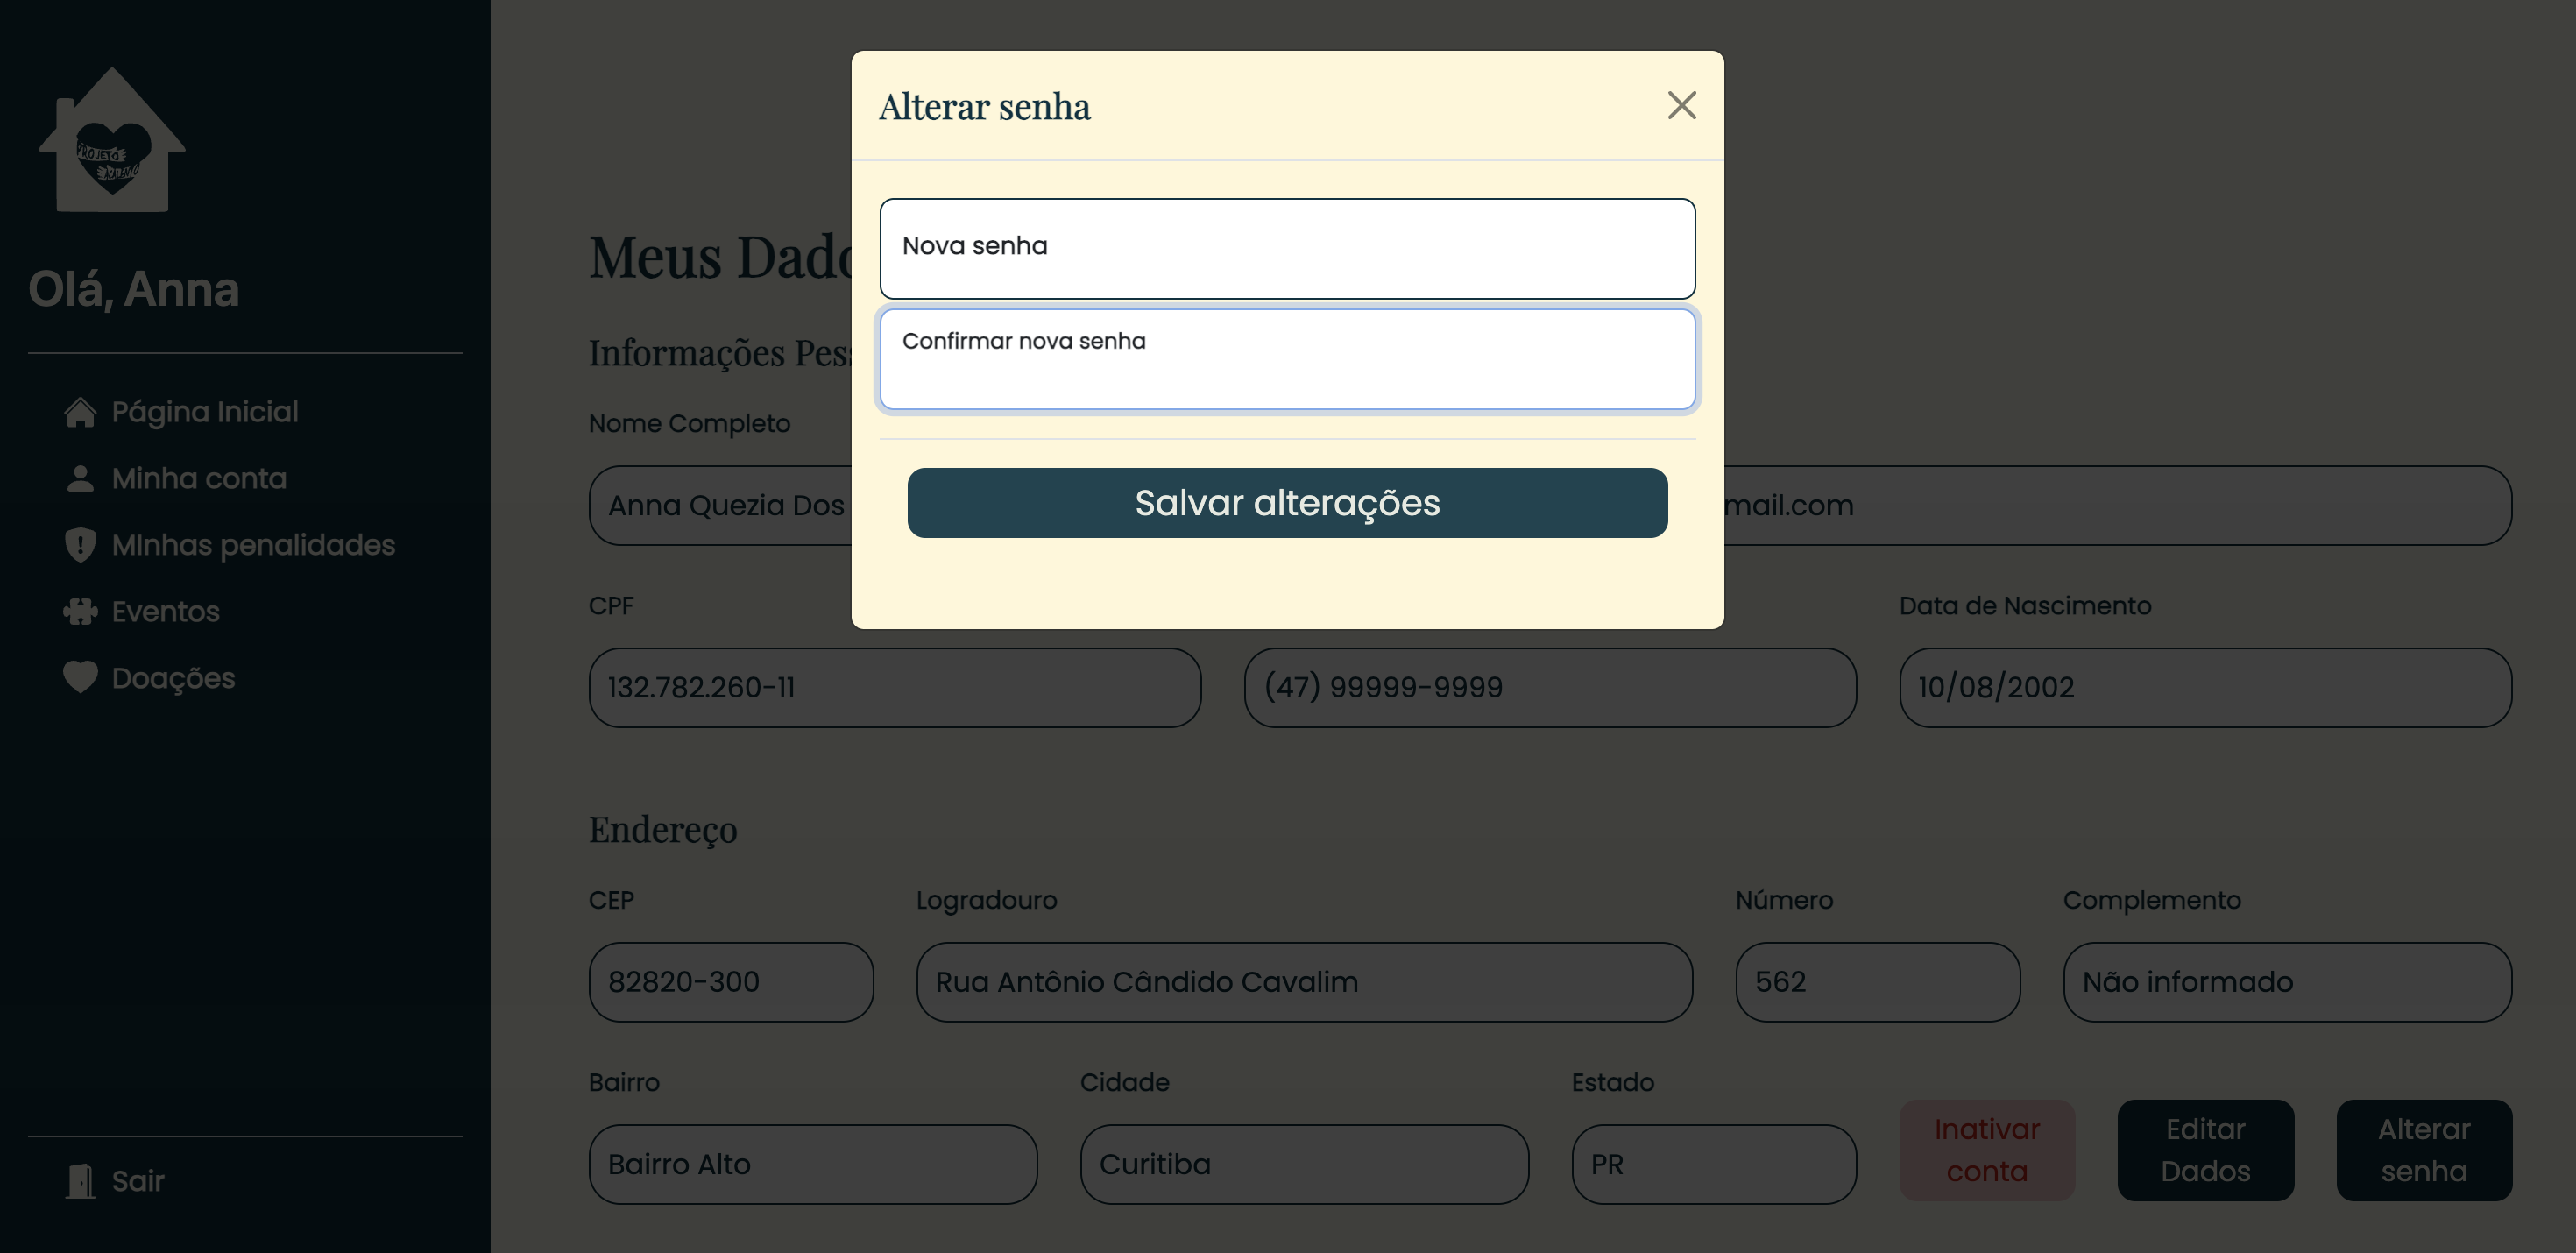 PROJETO
Olá, Anna
Página Inicial
Minha conta
MInhas penalidades
Eventos
Doações
Sair
Alterar senha
Nova senha
Confirmar nova senha
Salvar alterações
Meus Dado
Informações Pess
Nome Completo
Anna Quezia Dos
mail.com
CPF
Data de Nascimento
132.782.260-11
(47) 99999-9999
10/08/2002
Endereço
CEP
Logradouro
Número
Complemento
82820-300
Rua Antônio Cândido Cavalim
562
Não informado
Bairro
Cidade
Estado
Bairro Alto
Curitiba
PR
Inativar
conta
Editar
Dados
Alterar
senha